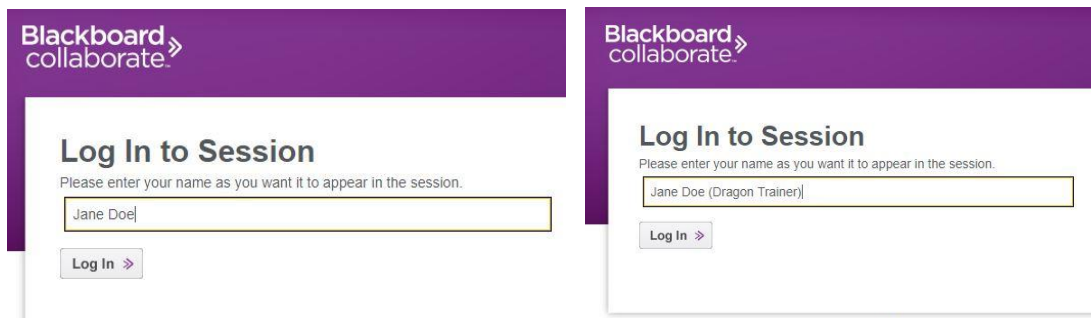 Blackboard
collaborate™
Log In to Session
Please enter your name as you want it to appear in the session.
Jane Doe
Log In
Blackboard
collaborate™
Log In to Session
Please enter your name as you want it to appear in the session.
Jane Doe (Dragon Trainer)
Log In